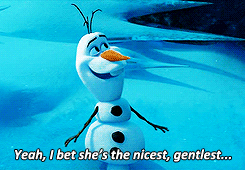 Yeah, I bet she's the nicest, gentlest...